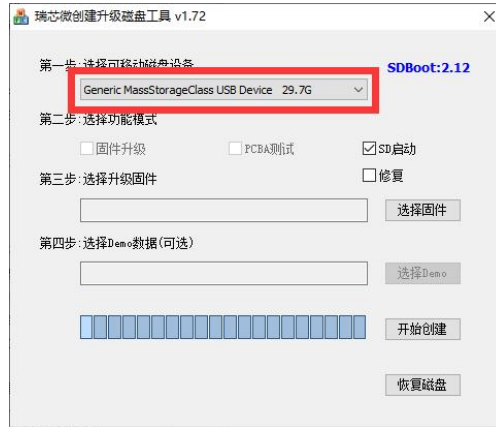 瑞芯微创建升级磁盘工具 v1.72
第一步:选择可移动磁盘设备
SDBoot:2.12
Generic MassStorageClass USB Device 29.7G
第二步:选择功能模式
固件升级 PCBA测试 SD启动
修复
第三步:选择升级固件
选择固件
第四步:选择Demo数据(可选)
选择Demo
开始创建
恢复磁盘